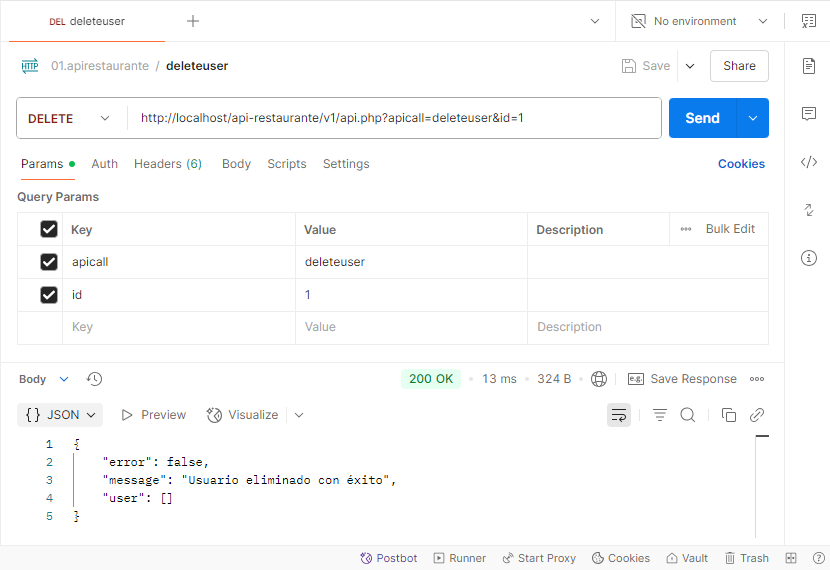 DEL deleteuser
No environment
01.apirestaurante / deleteuser
Save
Share
DELETE
http://localhost/api-restaurante/v1/api.php?apicall=deleteuser&id=1
Send
Params Auth Headers (6) Body Scripts Settings
Cookies
Query Params
Key Value Description Bulk Edit
apicall deleteuser
id 1
Key Value Description
Body
200 OK 13 ms 324 B
e.g. Save Response
{} JSON Preview Visualize
1 {
2 "error": false,
3 "message": "Usuario eliminado con éxito",
4 "user": []
5 }
Postbot Runner Start Proxy Cookies Vault Trash